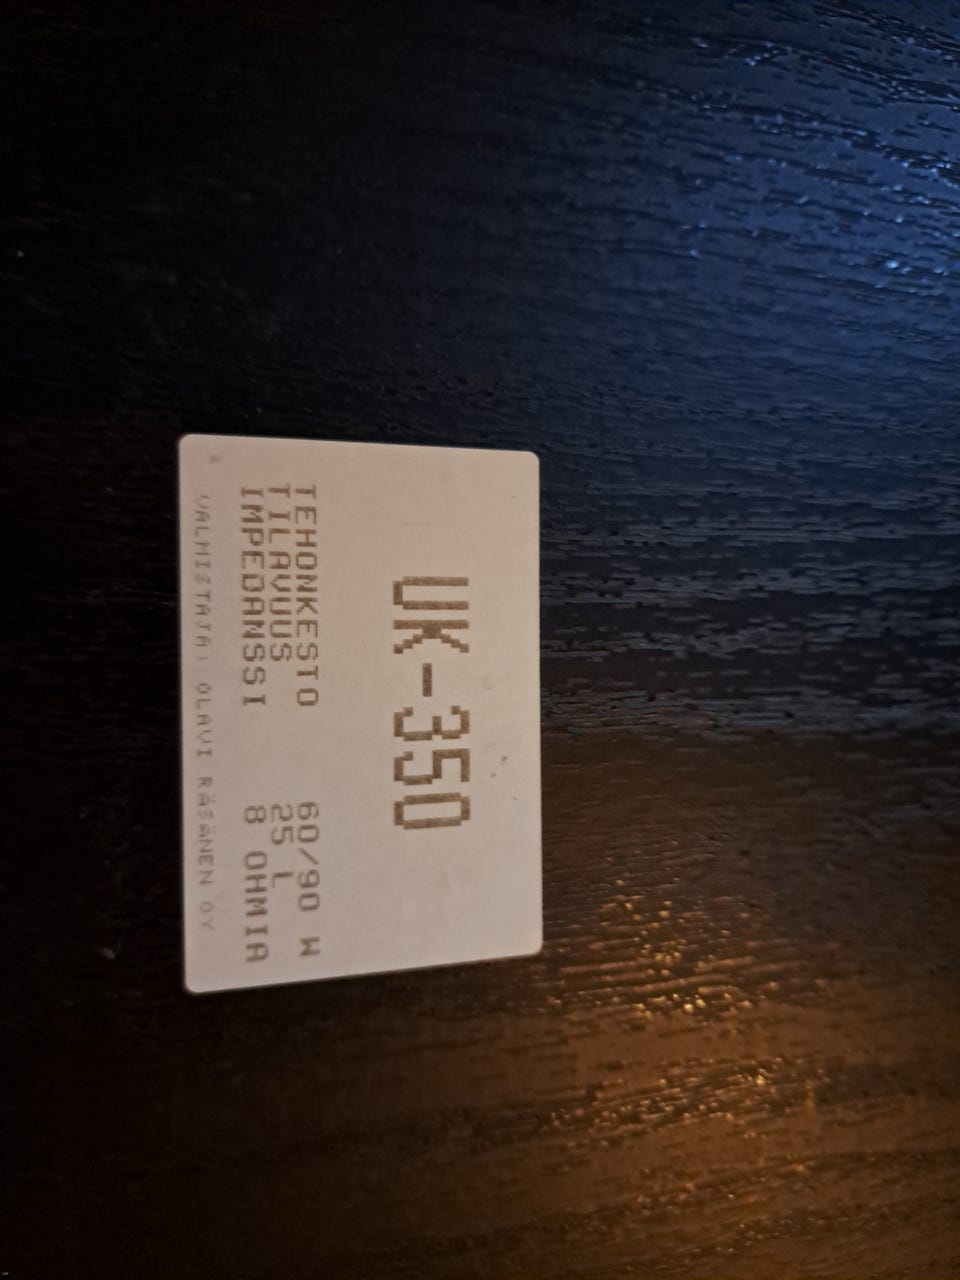 UK-350
TEHONKESTO 60/90 W
TILAVUUS 25 L
IMPEDANSSI 8 OHMIA
VALMISTAJA: OLAVI RÄSÄNEN OY